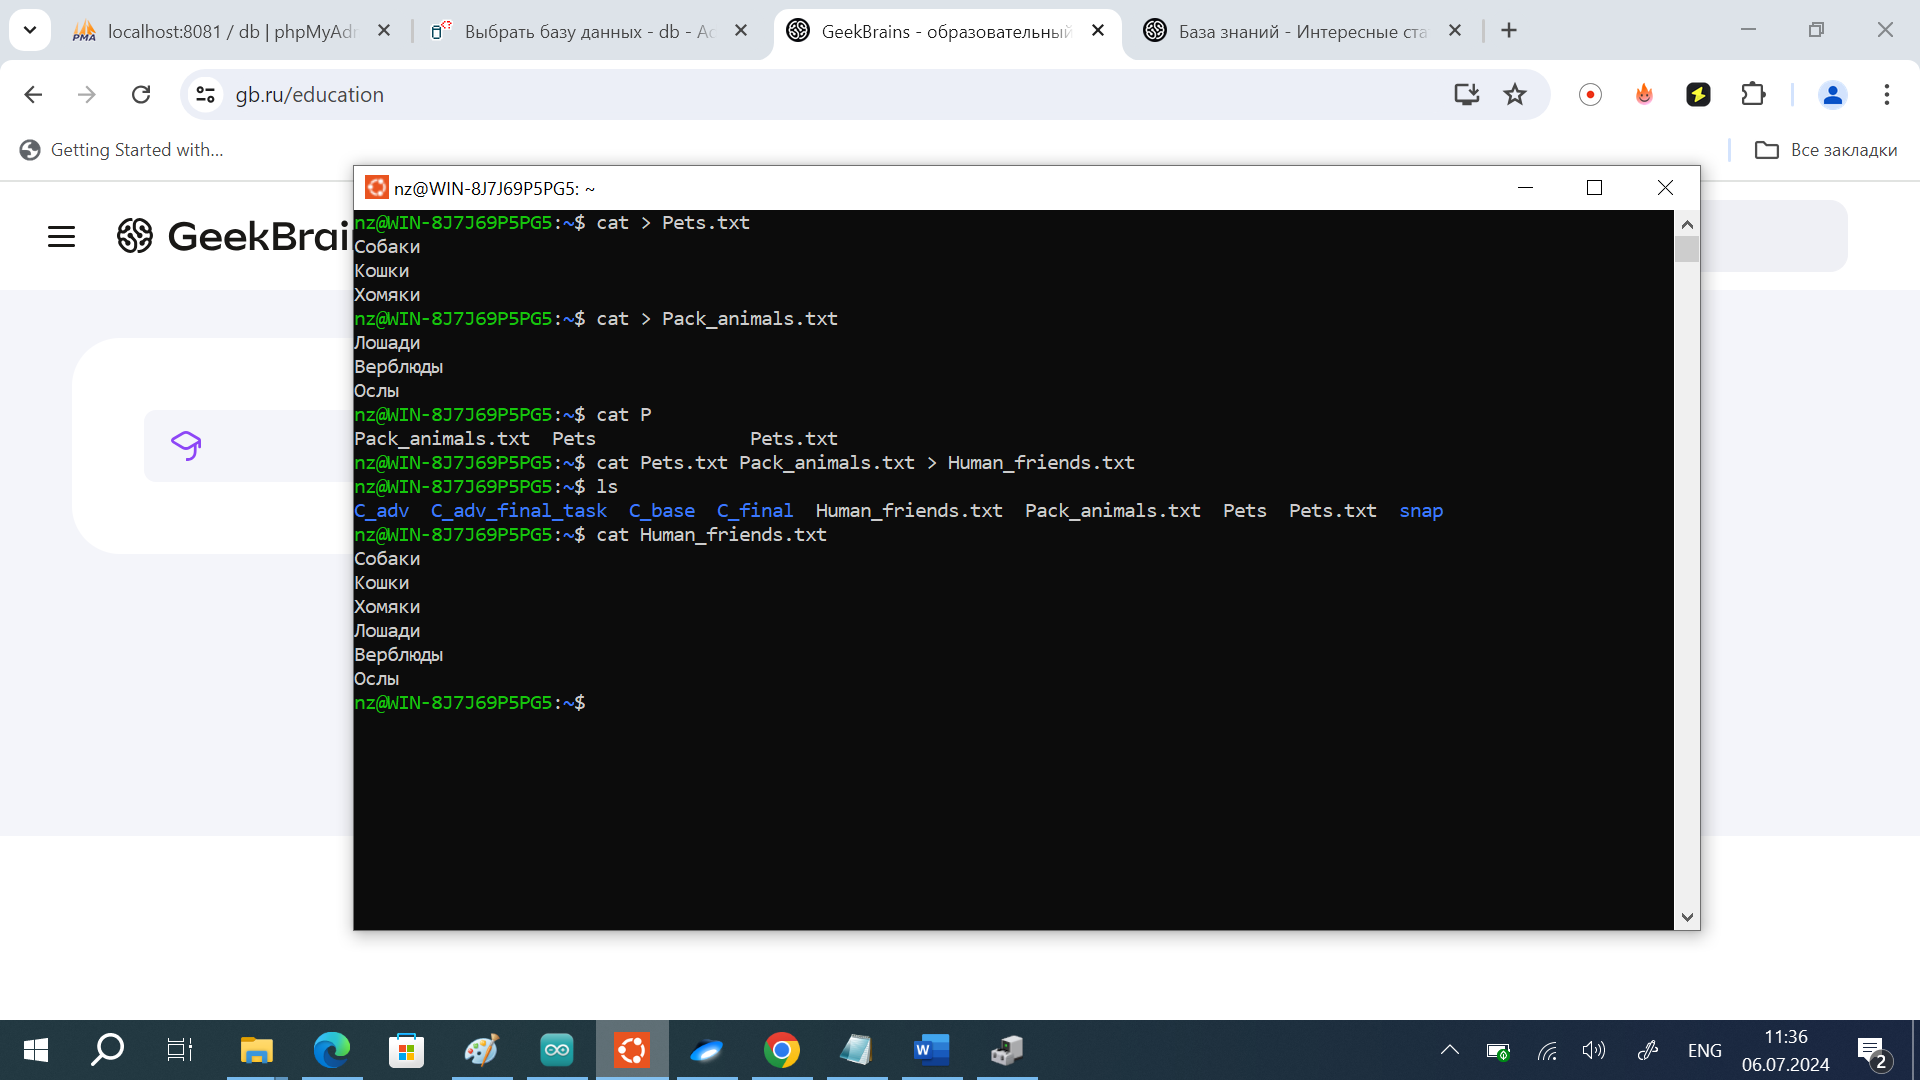 localhost:8081 / db | phpMyAdr
Выбрать базу данных - db - Ad
GeekBrains - образовательный
База знаний - Интересные ста
gb.ru/education
Getting Started with...
Все закладки
GeekBrai
nz@WIN-8J7J69P5PG5: ~
nz@WIN-8J7J69P5PG5:~$ cat > Pets.txt
Собаки
Кошки
Хомяки
nz@WIN-8J7J69P5PG5:~$ cat > Pack_animals.txt
Лошади
Верблюды
Ослы
nz@WIN-8J7J69P5PG5:~$ cat P
Pack_animals.txt  Pets              Pets.txt
nz@WIN-8J7J69P5PG5:~$ cat Pets.txt Pack_animals.txt > Human_friends.txt
nz@WIN-8J7J69P5PG5:~$ ls
C_adv  C_adv_final_task  C_base  C_final  Human_friends.txt  Pack_animals.txt  Pets  Pets.txt  snap
nz@WIN-8J7J69P5PG5:~$ cat Human_friends.txt
Собаки
Кошки
Хомяки
Лошади
Верблюды
Ослы
nz@WIN-8J7J69P5PG5:~$
ENG
11:36
06.07.2024
2